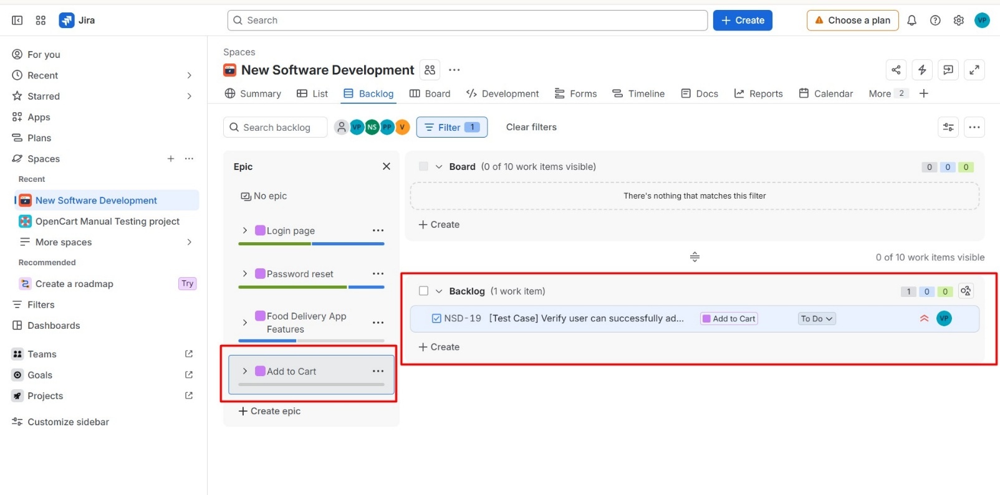 Jira
Search
Create
Choose a plan
VP
For you
Recent
Starred
Apps
Plans
Spaces
Recent
New Software Development
OpenCart Manual Testing project
More spaces
Recommended
Create a roadmap
Try
Filters
Dashboards
Teams
Goals
Projects
Customize sidebar
Spaces
New Software Development
Summary
List
Backlog
Board
Development
Forms
Timeline
Docs
Reports
Calendar
More 2
Search backlog
VP NS PP V
Filter 1
Clear filters
Epic
No epic
Login page
Password reset
Food Delivery App
Features
Add to Cart
Create epic
Board (0 of 10 work items visible)
0 0 0
There's nothing that matches this filter
Create
0 of 10 work items visible
Backlog (1 work item)
1 0 0
NSD-19 [Test Case] Verify user can successfully ad... Add to Cart To Do VP
Create